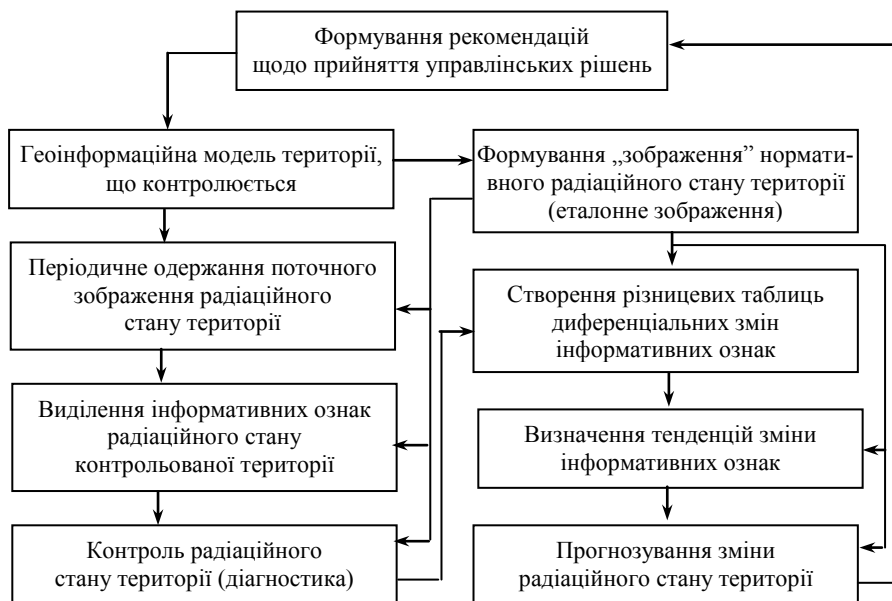 Формування рекомендацій
щодо прийняття управлінських рішень
Геоінформаційна модель території,
що контролюється
Формування „зображення” нормати-
вного радіаційного стану території
(еталонне зображення)
Періодичне одержання поточного
зображення радіаційного
стану території
Створення різницевих таблиць
диференціальних змін
інформативних ознак
Виділення інформативних ознак
радіаційного стану
контрольованої території
Визначення тенденцій зміни
інформативних ознак
Контроль радіаційного
стану території (діагностика)
Прогнозування зміни
радіаційного стану території